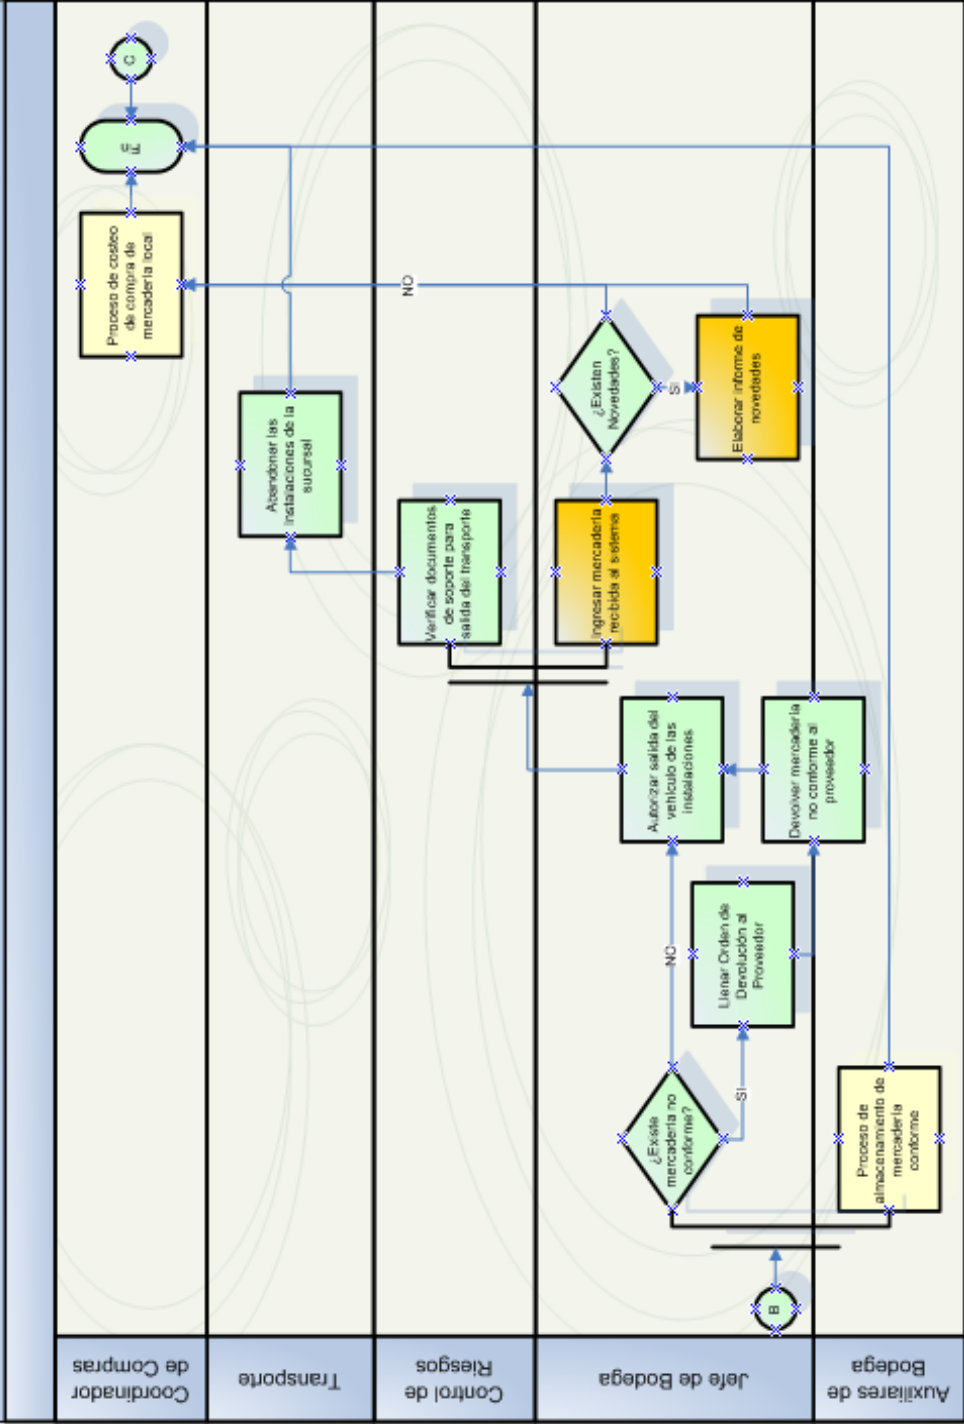 C
Fin
Proceso de costeo
de compra de
mercadería local
NO
Abandonar las
instalaciones de la
sucursal
¿Existen
Novedades?
SI
Elaborar informe de
novedades
Verificar documentos
de soporte para
salida del transporte
Ingresar mercadería
recibida al sistema
Autorizar salida del
vehículo de las
instalaciones
Devolver mercadería
no conforme al
proveedor
NO
Llenar Orden de
Devolución al
Proveedor
SI
¿Existe
mercadería no
conforme?
Proceso de
almacenamiento de
mercadería
conforme
B
Coordinador
de Compras
Transporte
Control de
Riesgos
Jefe de Bodega
Auxiliares de
Bodega